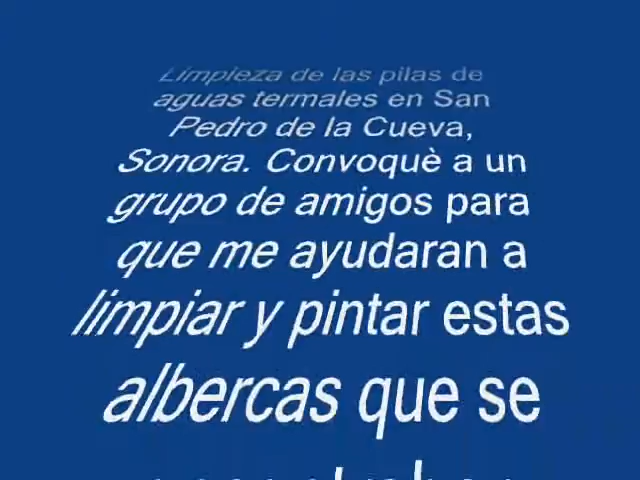 Limpieza de las pilas de
aguas termales en San
Pedro de la Cueva,
Sonora. Convoquè a un
grupo de amigos para
que me ayudaran a
limpiar y pintar estas
albercas que se